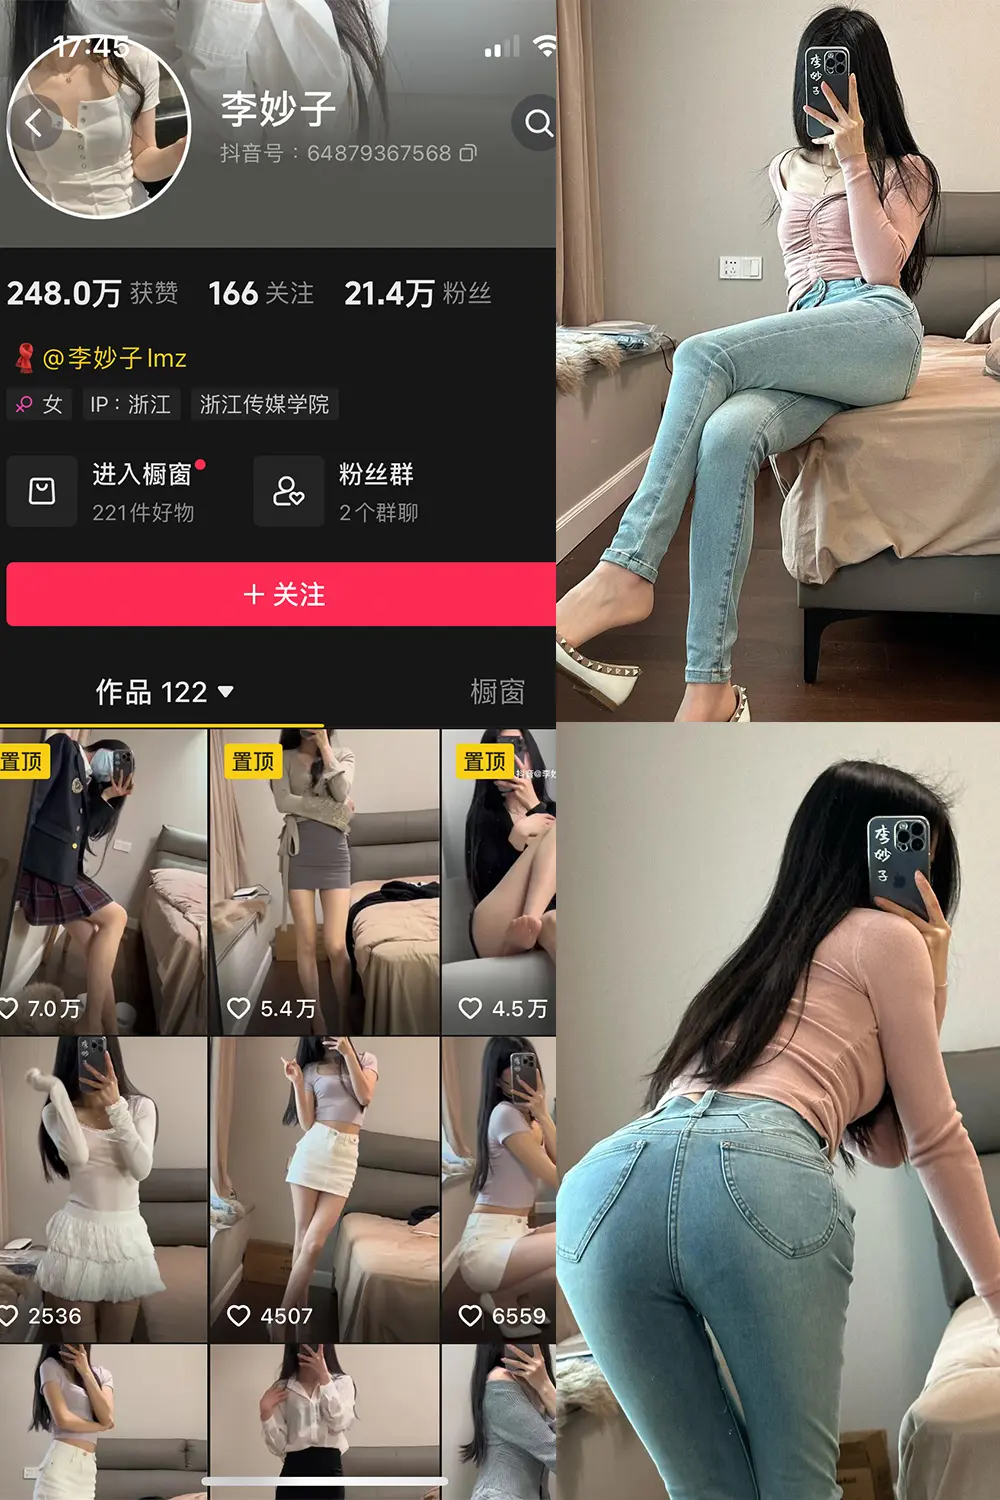 17:45
李妙子
抖音号：64879367568
248.0万 获赞 166 关注 21.4万 粉丝
@李妙子lmz
女 IP：浙江 浙江传媒学院
进入橱窗
221件好物
粉丝群
2个群聊
＋ 关注
作品 122
橱窗
置顶
置顶
置顶
抖音@李妙
7.0万
5.4万
4.5万
2536
4507
6559
李妙子
李妙子